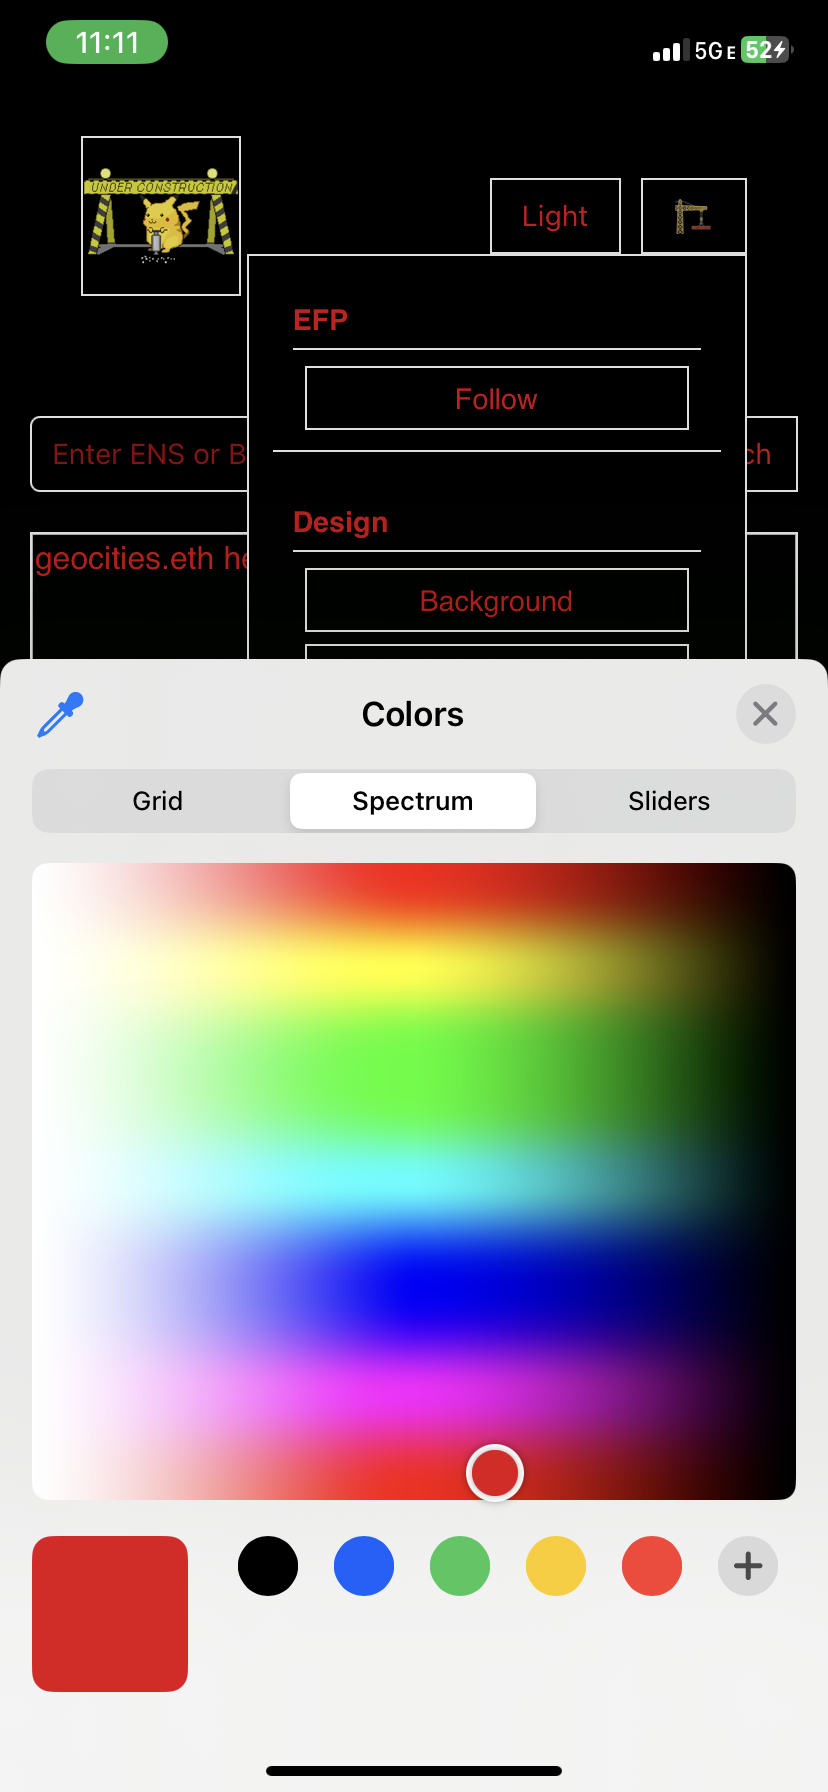 11:11
5GE 52
UNDER CONSTRUCTION
Light
EFP
Follow
Enter ENS or B
ch
Design
geocities.eth he
Background
Colors
Grid
Spectrum
Sliders